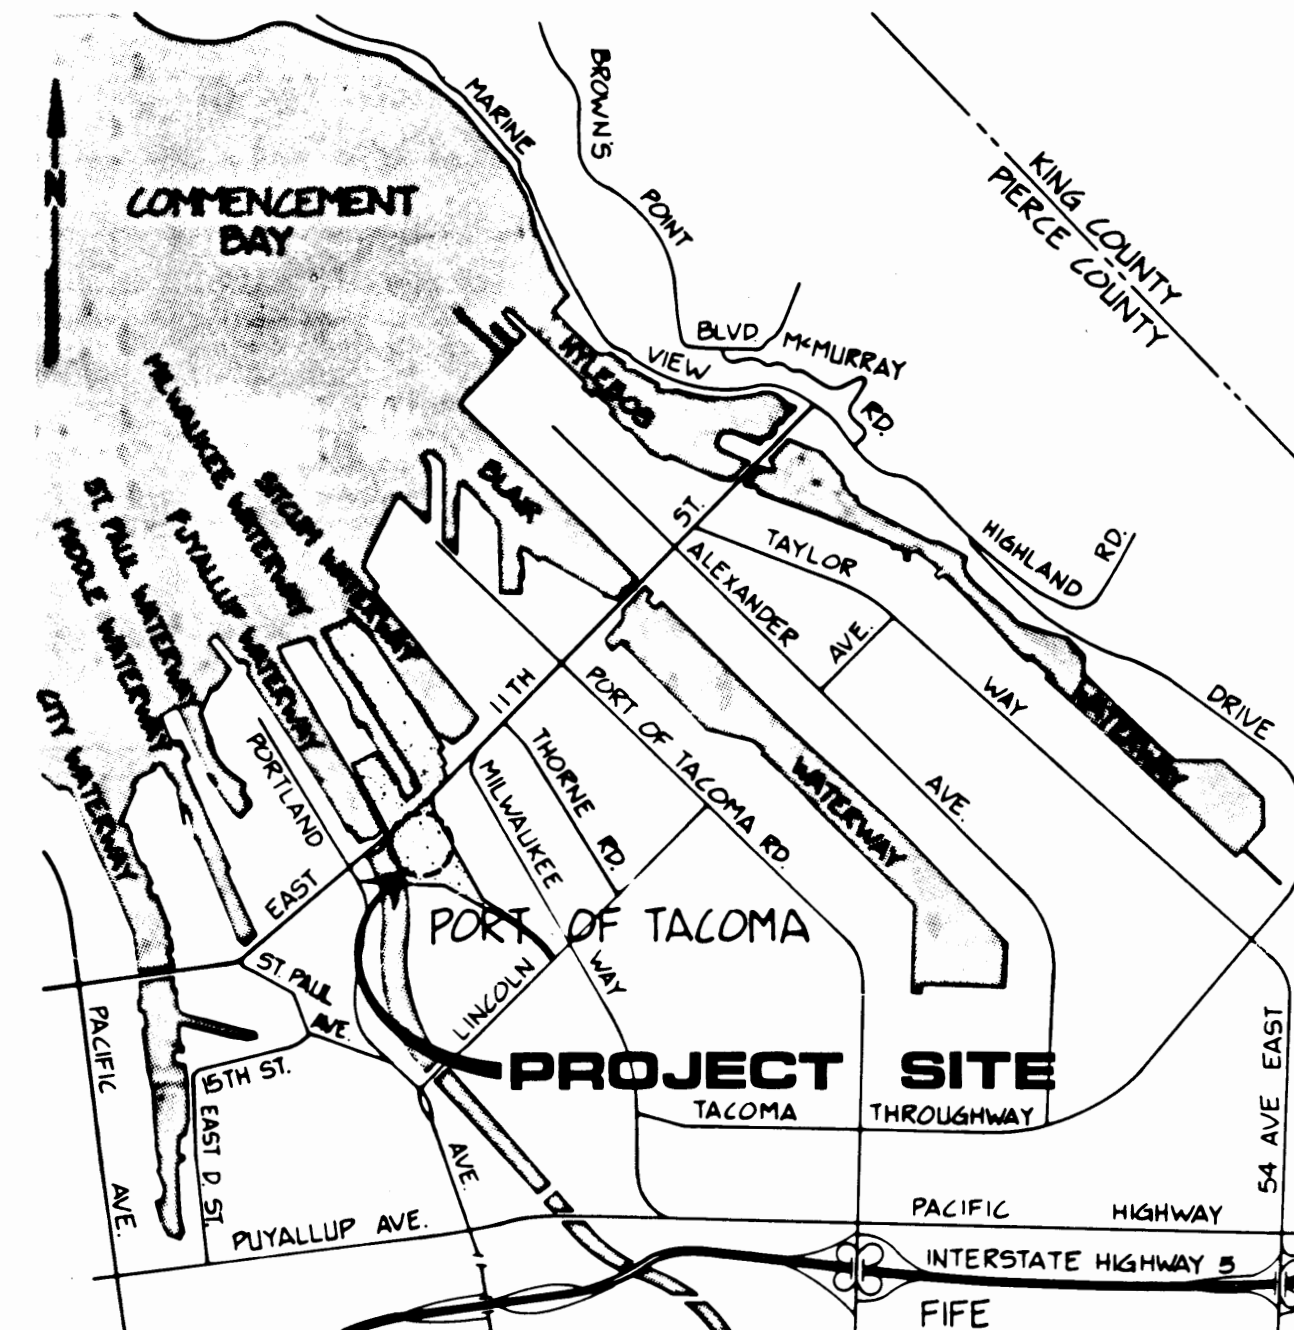 MARINE
BROWN'S
POINT
BLVD.
KING COUNTY
PIERCE COUNTY
N
COMMENCEMENT
BAY
VIEW
McMURRAY
RD.
HYLEBOS
MILWAUKEE WATERWAY
SITCUM WATERWAY
BLAIR
ST. PAUL WATERWAY
PUYALLUP WATERWAY
MIDDLE WATERWAY
CITY WATERWAY
ST.
TAYLOR
HIGHLAND
RD.
ALEXANDER
AVE.
WAY
DRIVE
WATERWAY
11TH
PORT OF TACOMA RD.
THORNE RD.
MILWAUKEE
WATERWAY
AVE.
PORTLAND
EAST
PORT OF TACOMA
WAY
LINCOLN
ST. PAUL
AVE.
PACIFIC
AVE.
15TH ST.
EAST D ST.
PROJECT SITE
TACOMA THROUGHWAY
54 AVE EAST
AVE.
PUYALLUP AVE.
PACIFIC HIGHWAY
INTERSTATE HIGHWAY 5
FIFE